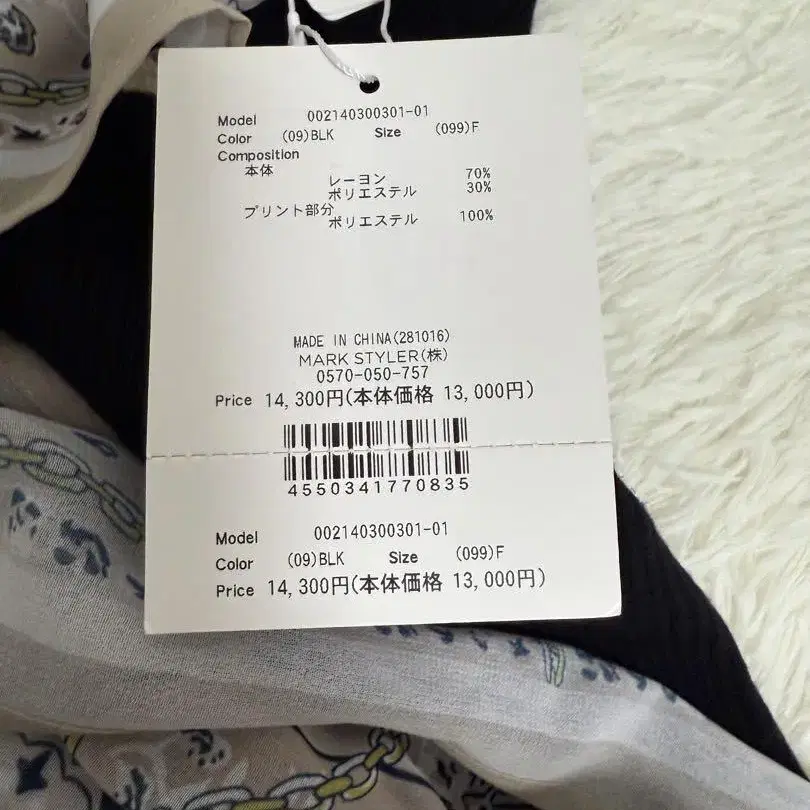 Model 002140300301-01
Color (09)BLK Size (099)F
Composition
本体
レーヨン 70%
ポリエステル 30%
プリント部分
ポリエステル 100%
MADE IN CHINA(281016)
MARK STYLER(株)
0570-050-757
Price 14,300円(本体価格 13,000円)
4550341770835
Model 002140300301-01
Color (09)BLK Size (099)F
Price 14,300円(本体価格 13,000円)